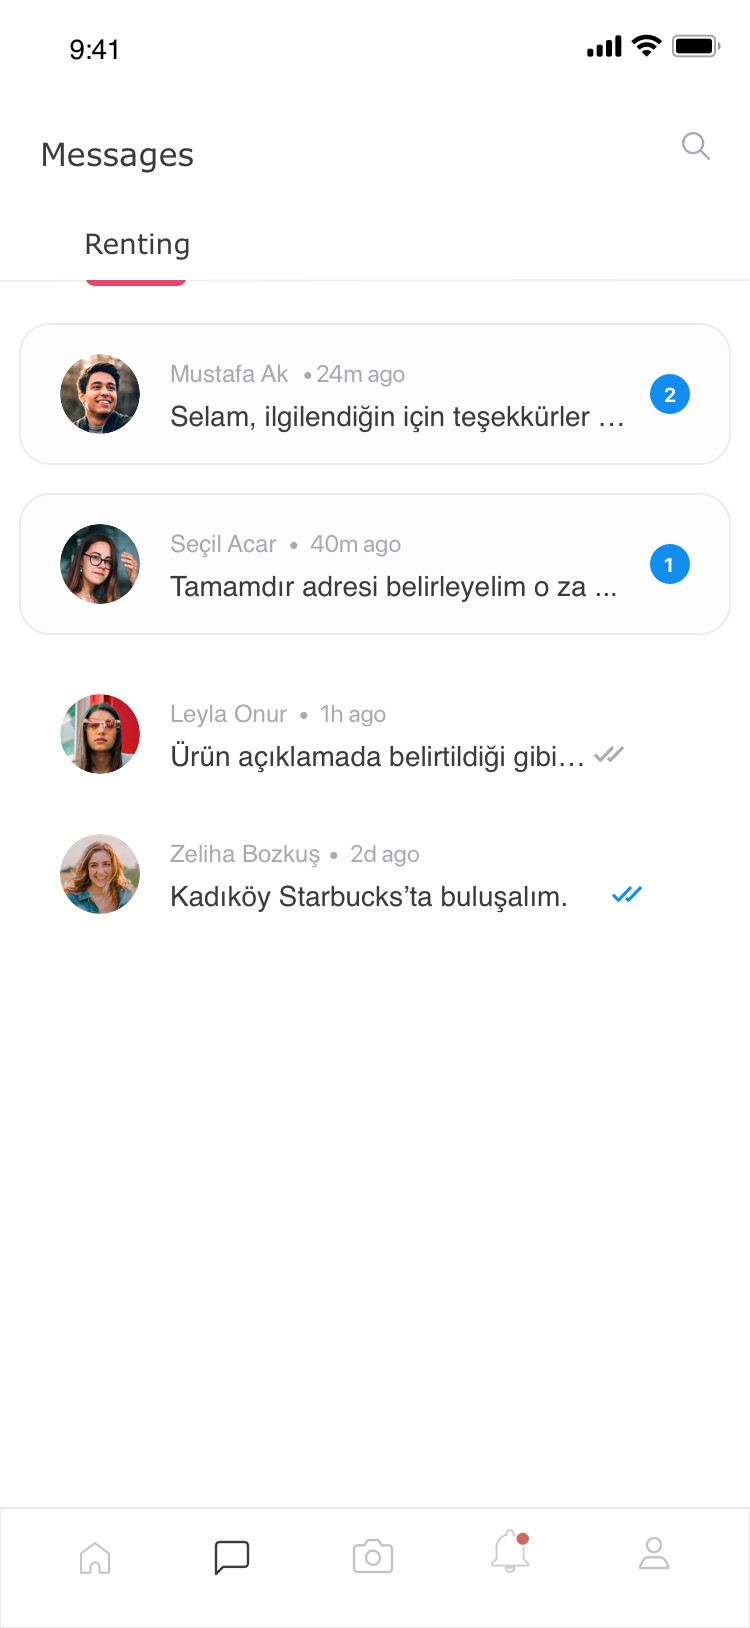 9:41
Messages
Renting
Mustafa Ak • 24m ago
Selam, ilgilendiğin için teşekkürler …
2
Seçil Acar • 40m ago
Tamamdır adresi belirleyelim o za ...
1
Leyla Onur • 1h ago
Ürün açıklamada belirtildiği gibi…
Zeliha Bozkuş • 2d ago
Kadıköy Starbucks’ta buluşalım.